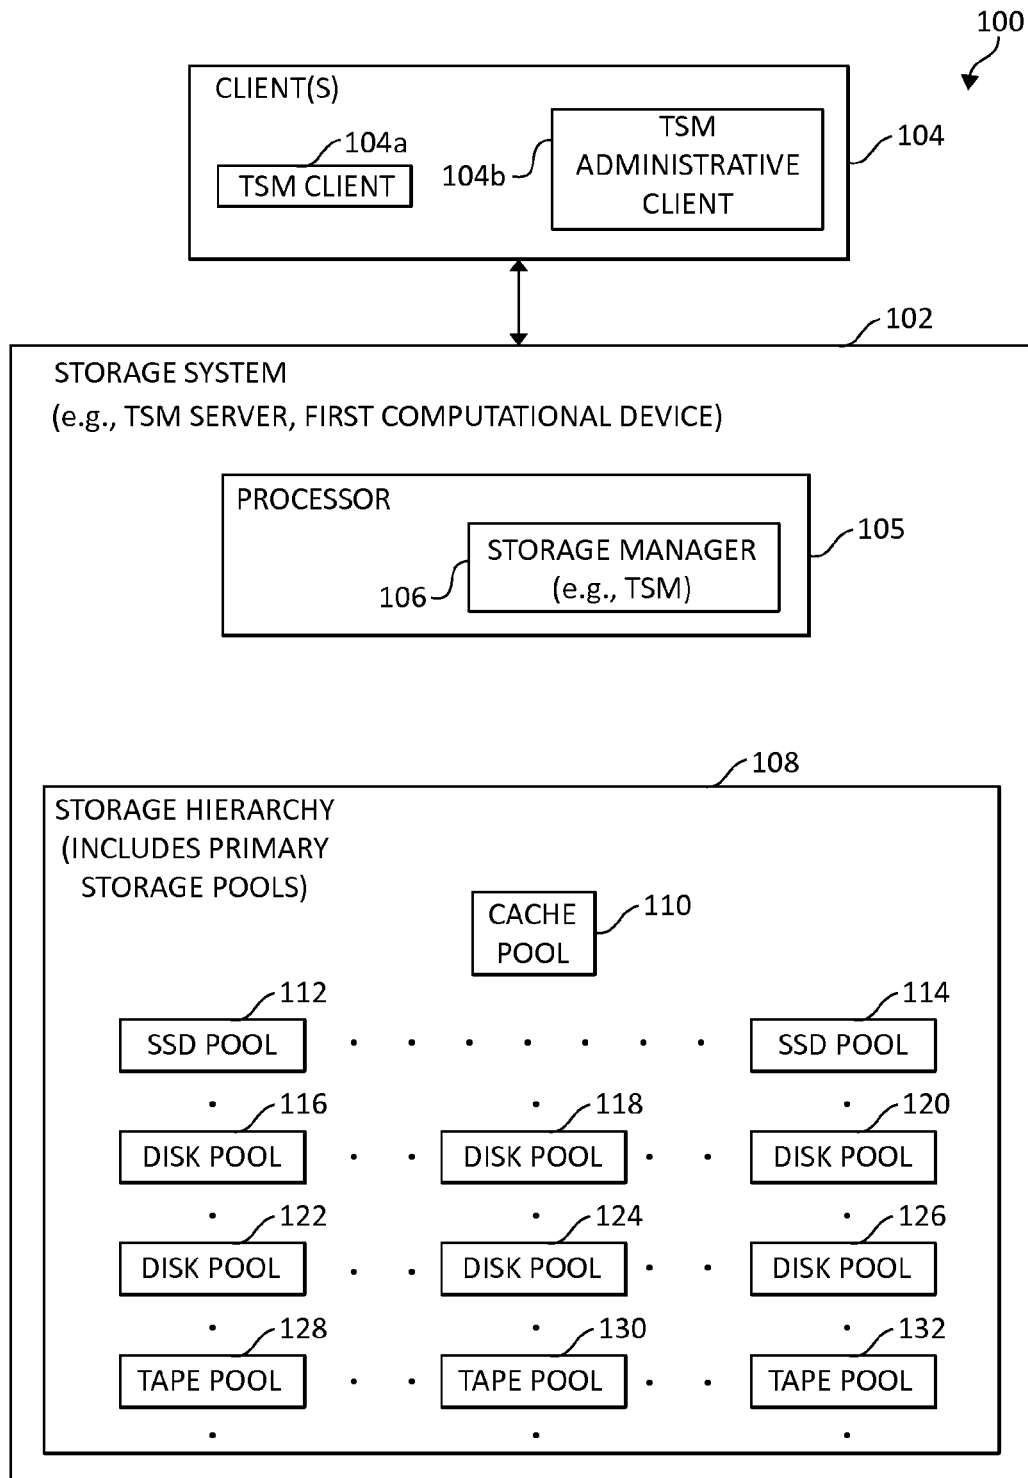 100
CLIENT(S)
104a
TSM CLIENT
104b
TSM
ADMINISTRATIVE
CLIENT
104
102
STORAGE SYSTEM
(e.g., TSM SERVER, FIRST COMPUTATIONAL DEVICE)
PROCESSOR
105
106
STORAGE MANAGER
(e.g., TSM)
108
STORAGE HIERARCHY
(INCLUDES PRIMARY
STORAGE POOLS)
CACHE
POOL
110
112
114
SSD POOL
SSD POOL
116
118
120
DISK POOL
DISK POOL
DISK POOL
122
124
126
DISK POOL
DISK POOL
DISK POOL
128
130
132
TAPE POOL
TAPE POOL
TAPE POOL